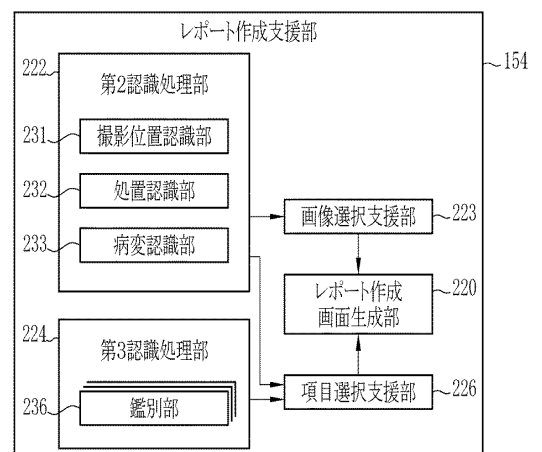 レポート作成支援部
154
222
第2認識処理部
231
撮影位置認識部
232
処置認識部
233
病変認識部
画像選択支援部
223
レポート作成
画面生成部
220
224
第3認識処理部
236
鑑別部
項目選択支援部
226